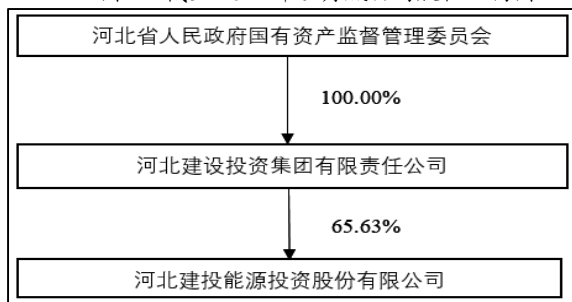 河北省人民政府国有资产监督管理委员会
100.00%
河北建设投资集团有限责任公司
65.63%
河北建投能源投资股份有限公司